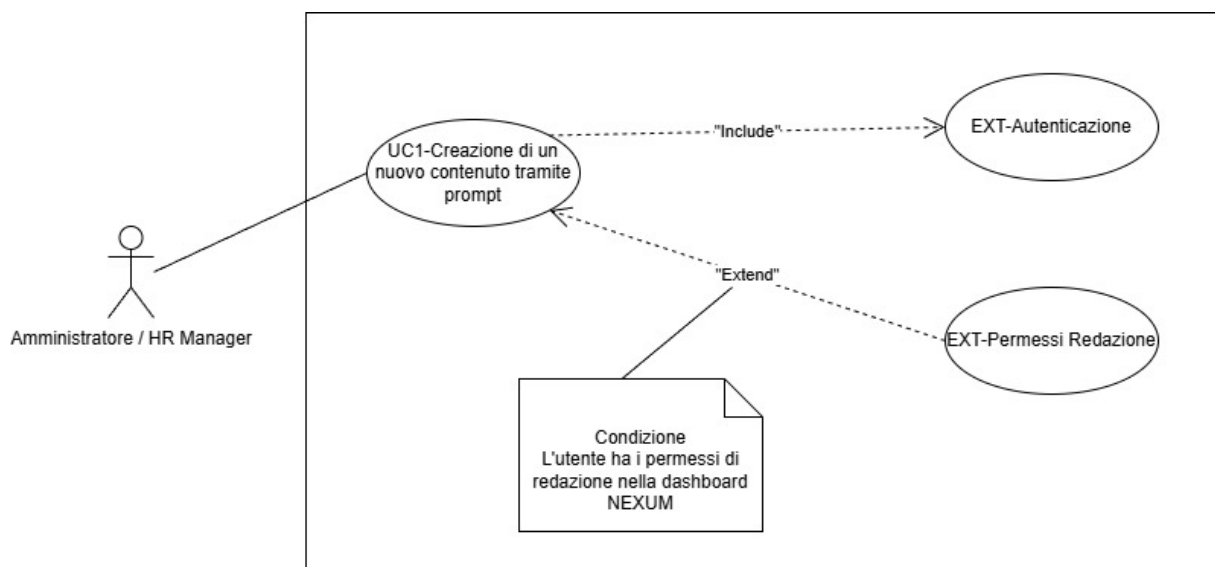 "Include"
EXT-Autenticazione
UC1-Creazione di un
nuovo contenuto tramite
prompt
"Extend"
Amministratore / HR Manager
EXT-Permessi Redazione
Condizione
L'utente ha i permessi di
redazione nella dashboard
NEXUM